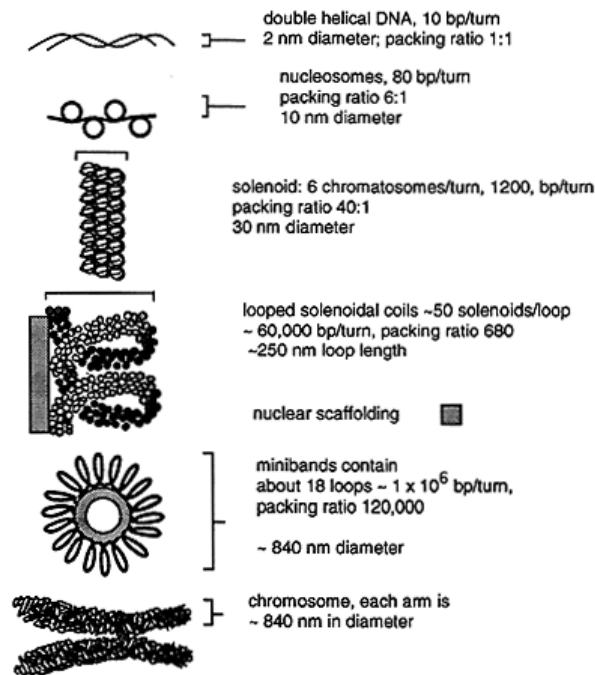 double helical DNA, 10 bp/turn
2 nm diameter; packing ratio 1:1
nucleosomes, 80 bp/turn
packing ratio 6:1
10 nm diameter
solenoid: 6 chromatosomes/turn, 1200, bp/turn
packing ratio 40:1
30 nm diameter
looped solenoidal coils ~50 solenoids/loop
~ 60,000 bp/turn, packing ratio 680
~250 nm loop length
nuclear scaffolding
minibands contain
about 18 loops ~ 1 x 10⁶ bp/turn,
packing ratio 120,000
~ 840 nm diameter
chromosome, each arm is
~ 840 nm in diameter